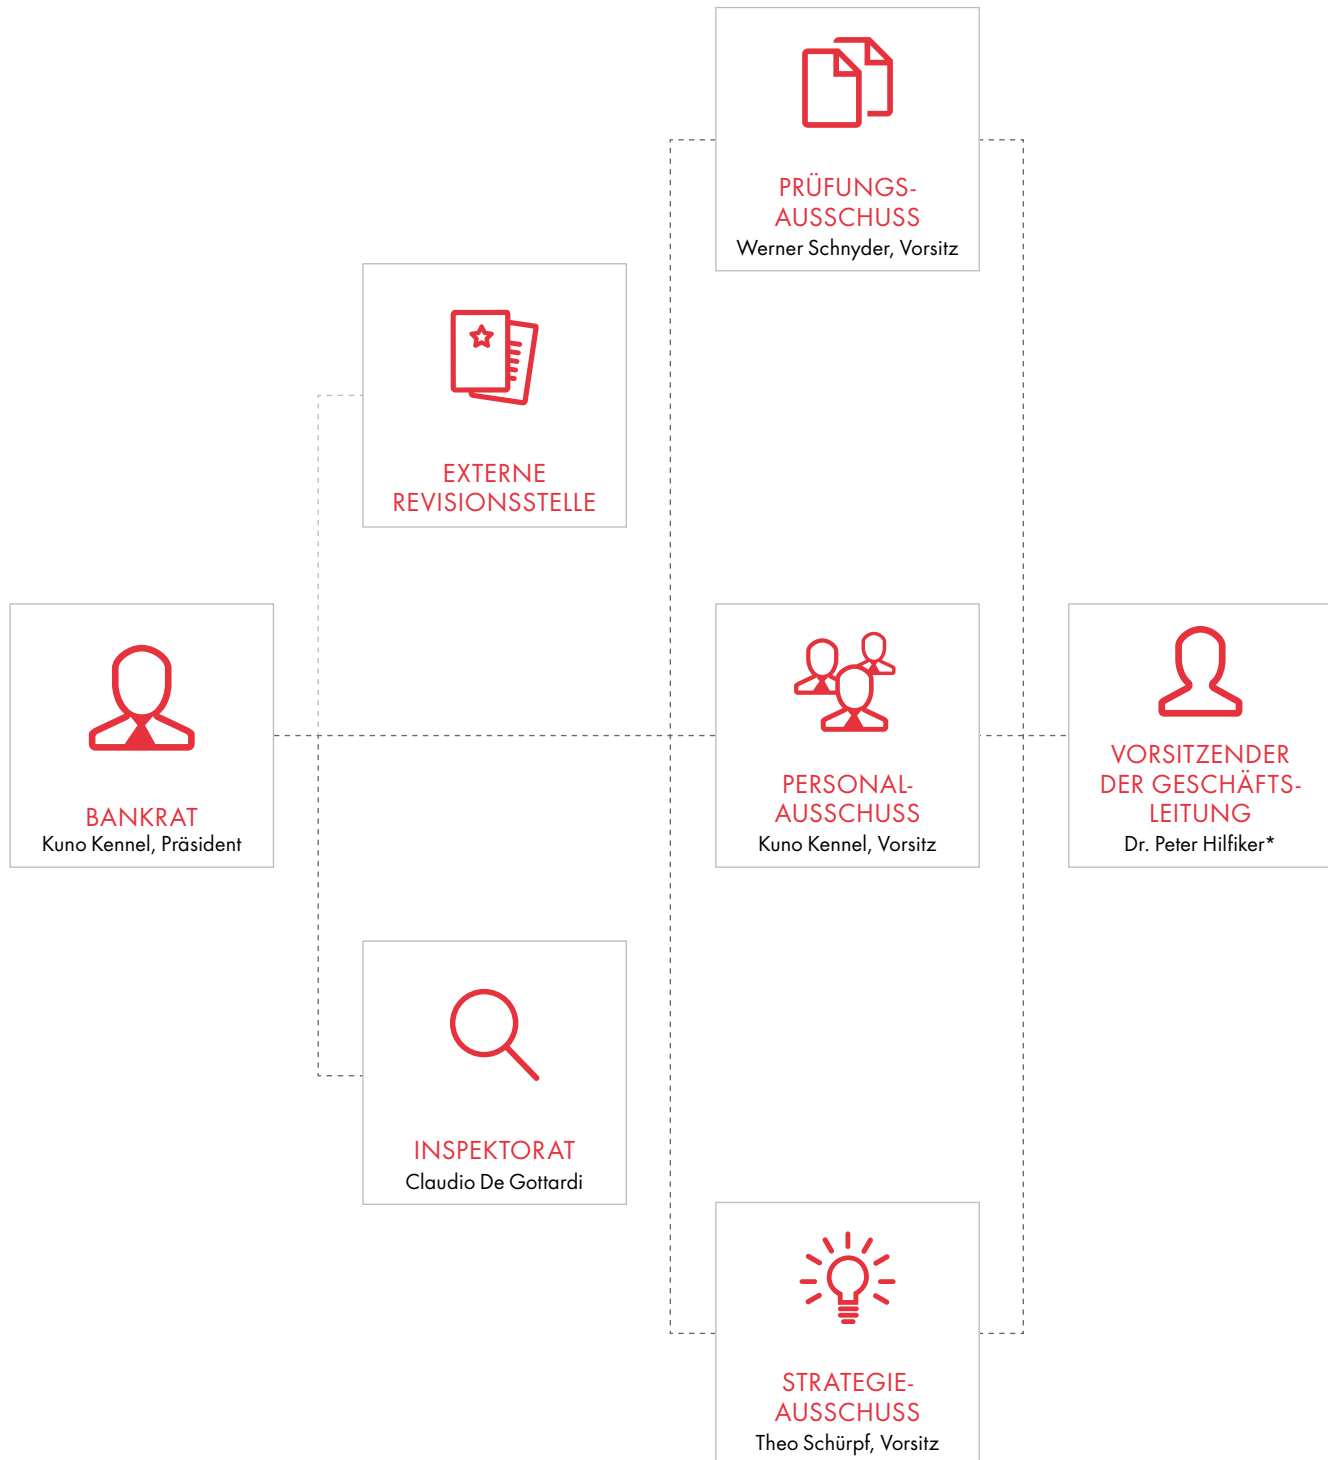 PRÜFUNGS-
AUSSCHUSS
Werner Schnyder, Vorsitz
EXTERNE
REVISIONSSTELLE
BANKRAT
Kuno Kennel, Präsident
PERSONAL-
AUSSCHUSS
Kuno Kennel, Vorsitz
VORSITZENDER
DER GESCHÄFTS-
LEITUNG
Dr. Peter Hilfiker*
INSPEKTORAT
Claudio De Gottardi
STRATEGIE-
AUSSCHUSS
Theo Schürpf, Vorsitz